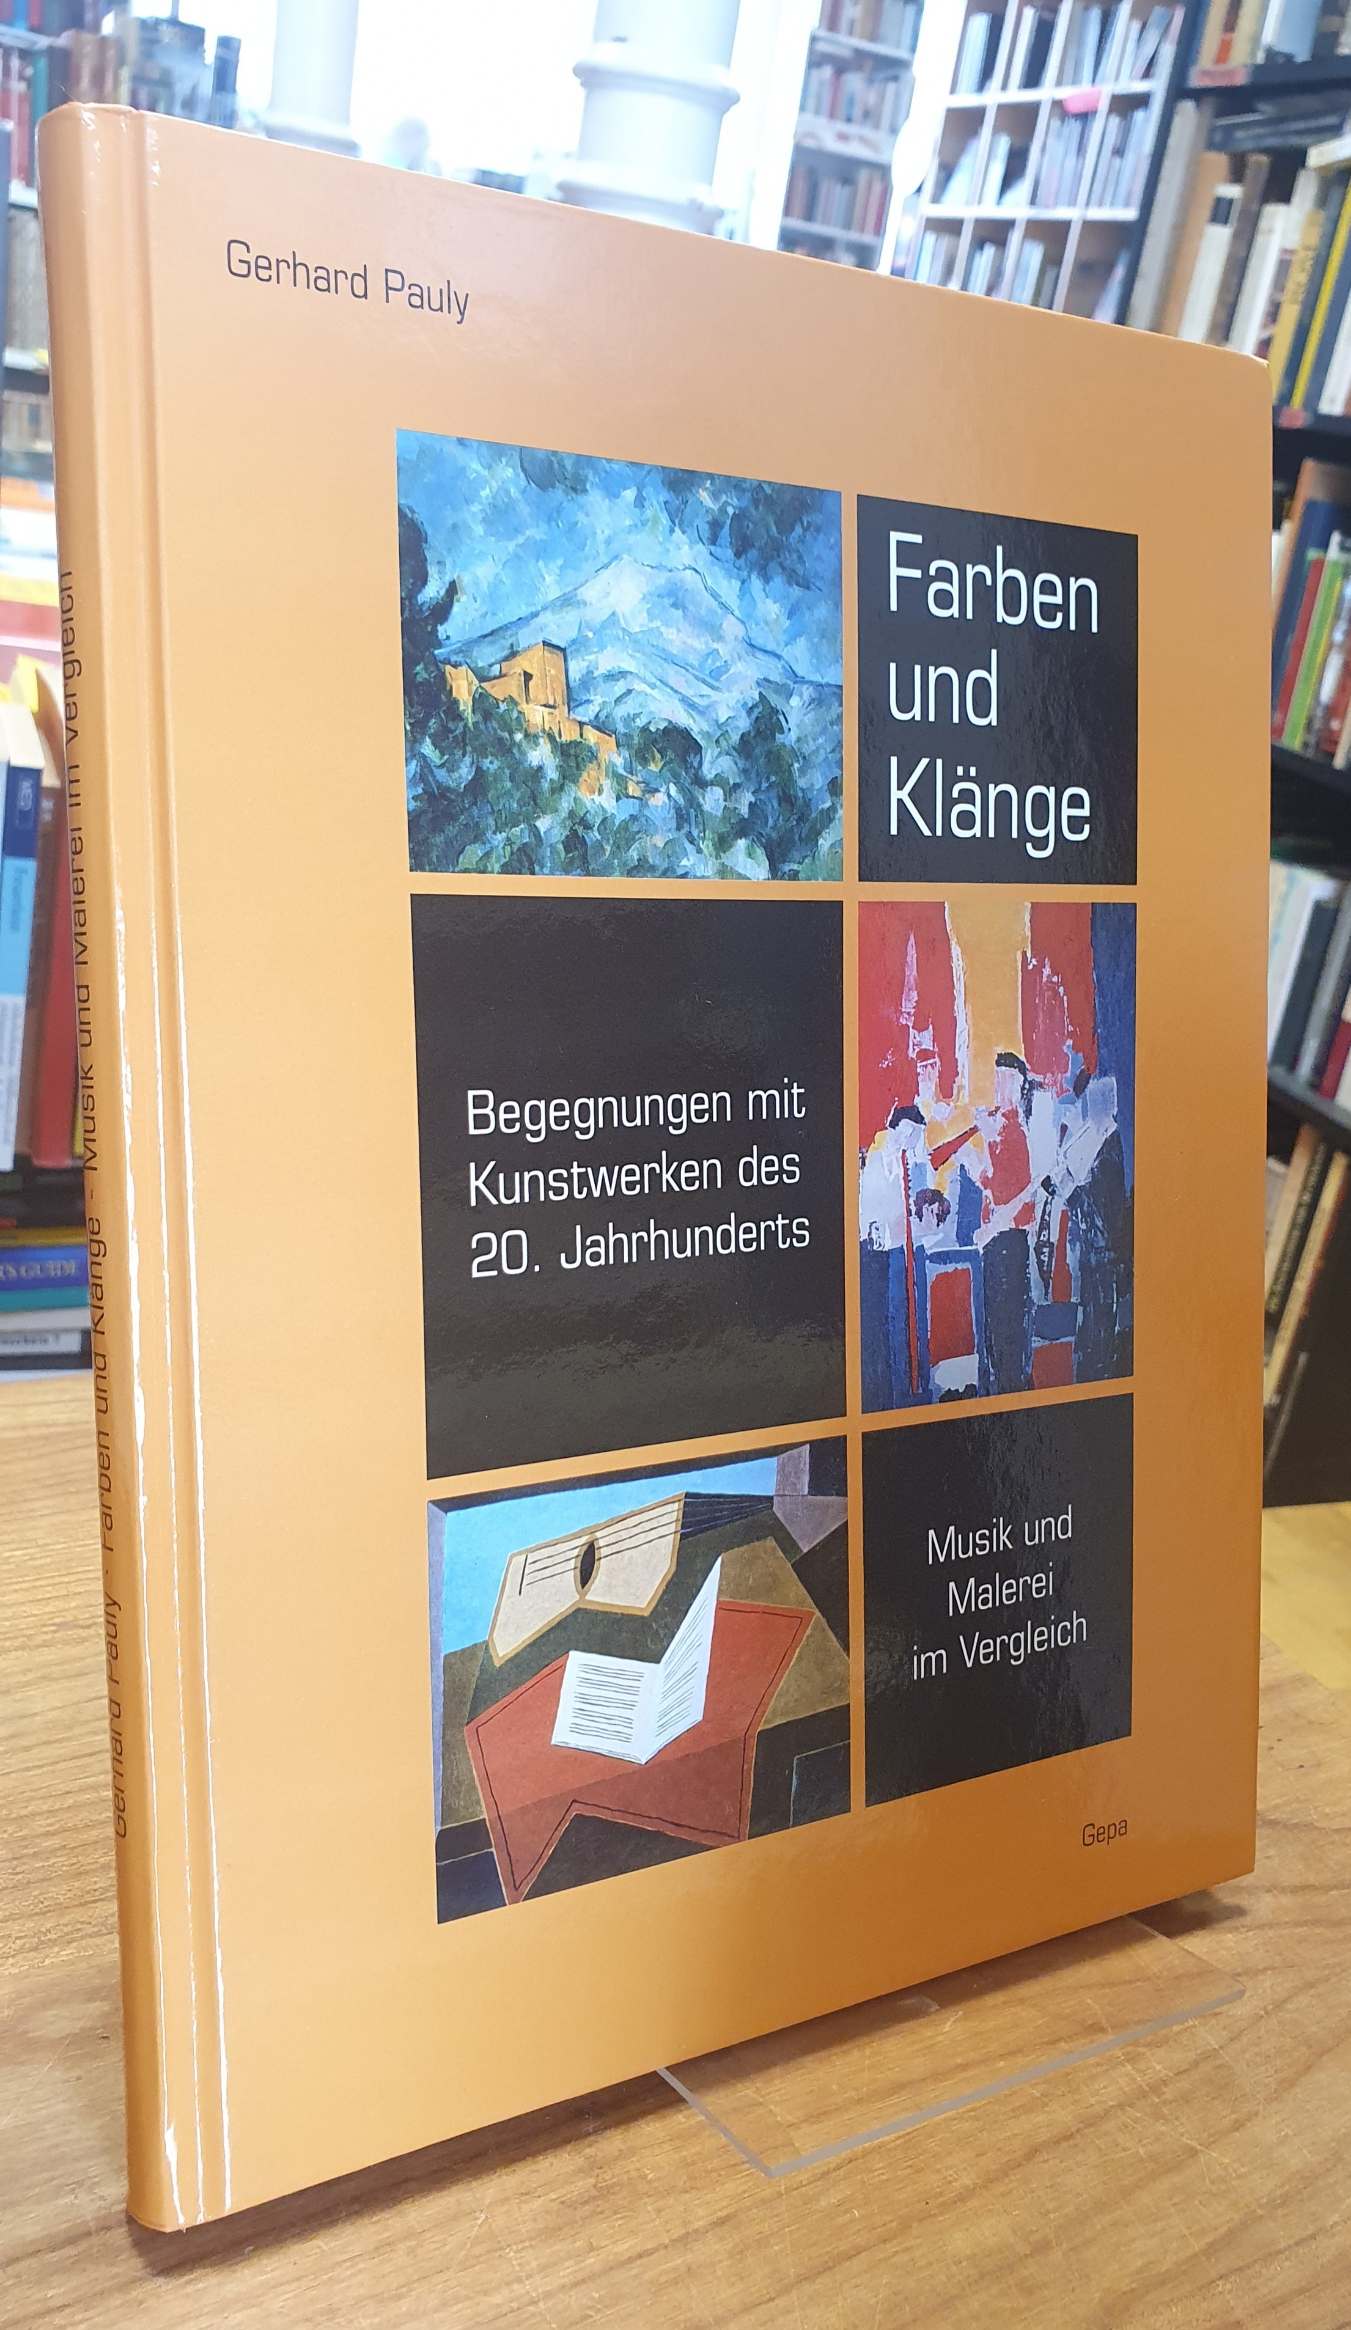 Gerhard Pauly
Farben
und
Klänge
Begegnungen mit
Kunstwerken des
20. Jahrhunderts
Musik und
Malerei
im Vergleich
Gepa
Gerhard Pauly · Farben und Klänge - Musik und Malerei im Vergleich